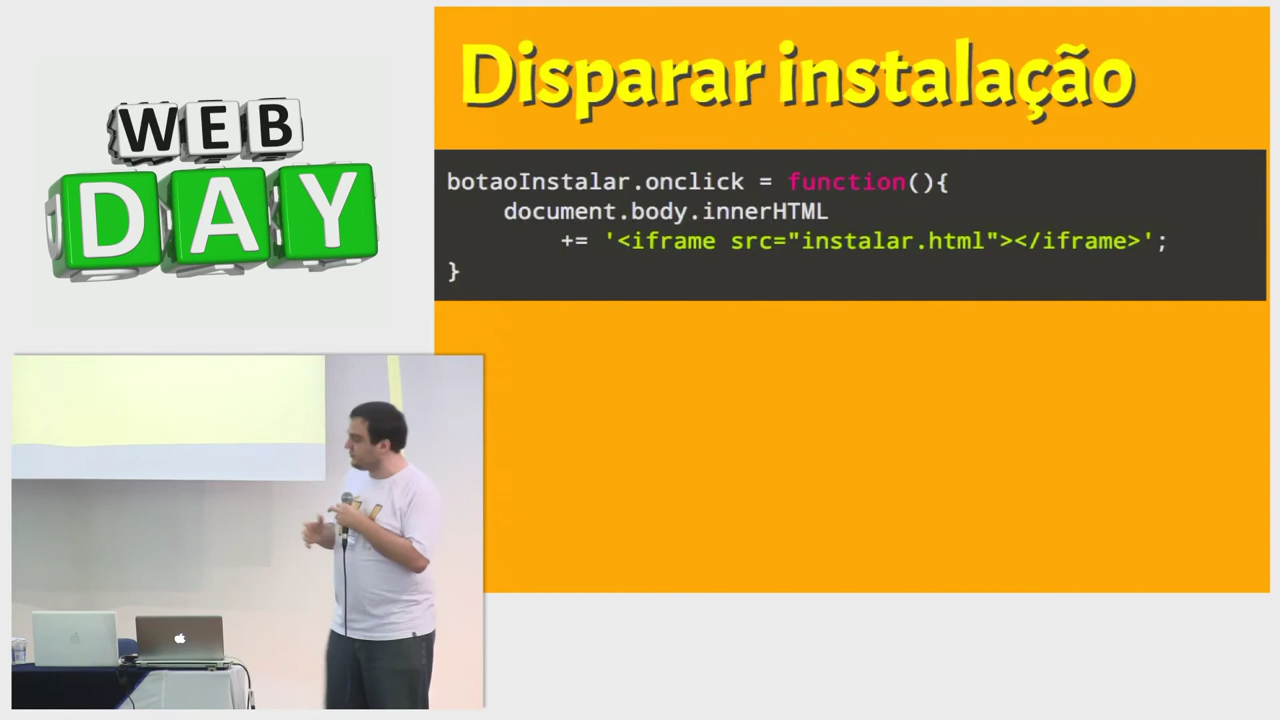 WEB
DAY
Disparar instalação
botaoInstalar.onclick = function(){
document.body.innerHTML
+= '<iframe src="instalar.html"></iframe>';
}